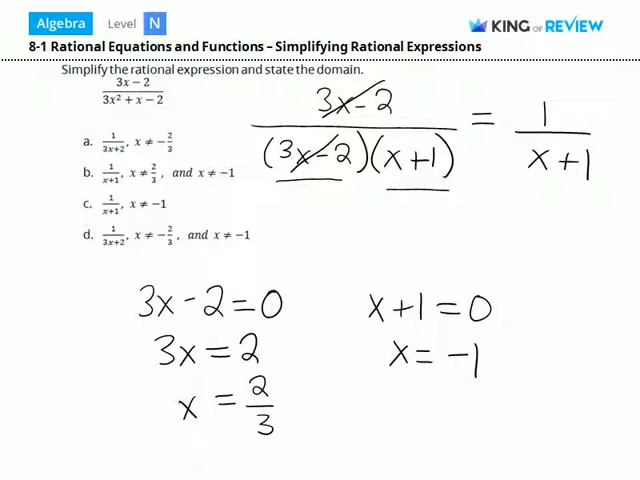 Algebra Level N KING OF REVIEW
8-1 Rational Equations and Functions – Simplifying Rational Expressions
Simplify the rational expression and state the domain.
3x − 2
3x² + x − 2
a. 1/(3x+2), x ≠ −2/3
b. 1/(x+1), x ≠ 2/3, and x ≠ −1
c. 1/(x+1), x ≠ −1
d. 1/(3x+2), x ≠ −2/3, and x ≠ −1
3x − 2 = 1
(3x − 2)(x + 1) x + 1
3x − 2 = 0 x + 1 = 0
3x = 2 x = −1
x = 2/3